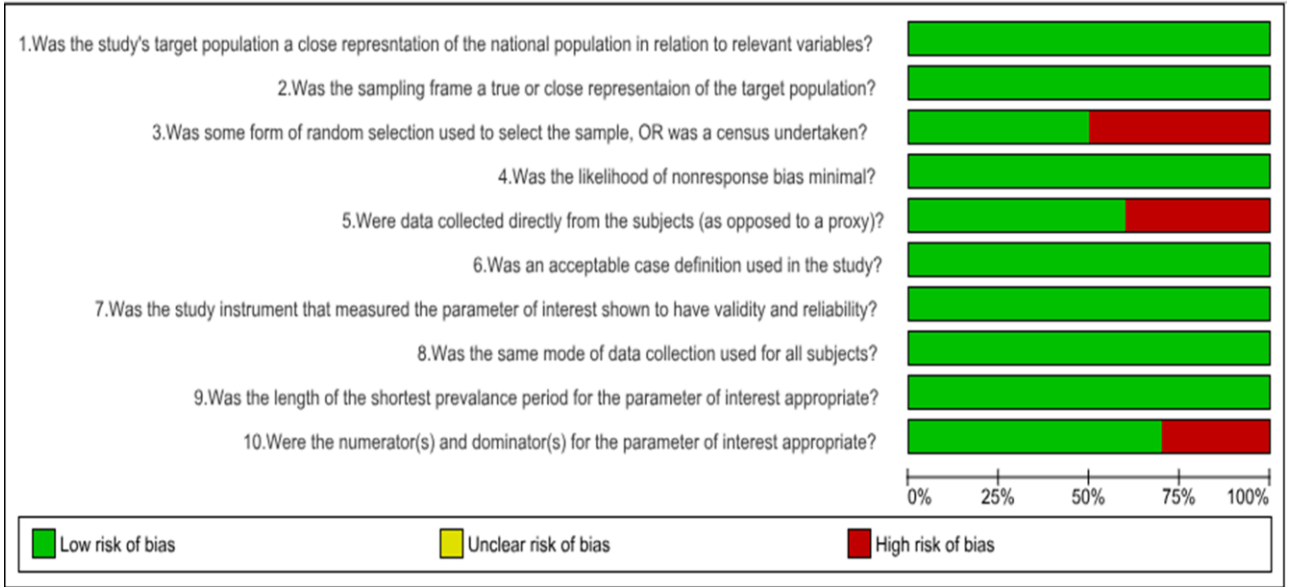 1.Was the study's target population a close represntation of the national population in relation to relevant variables?
2.Was the sampling frame a true or close representaion of the target population?
3.Was some form of random selection used to select the sample, OR was a census undertaken?
4.Was the likelihood of nonresponse bias minimal?
5.Were data collected directly from the subjects (as opposed to a proxy)?
6.Was an acceptable case definition used in the study?
7.Was the study instrument that measured the parameter of interest shown to have validity and reliability?
8.Was the same mode of data collection used for all subjects?
9.Was the length of the shortest prevalance period for the parameter of interest appropriate?
10.Were the numerator(s) and dominator(s) for the parameter of interest appropriate?
0% 25% 50% 75% 100%
Low risk of bias Unclear risk of bias High risk of bias